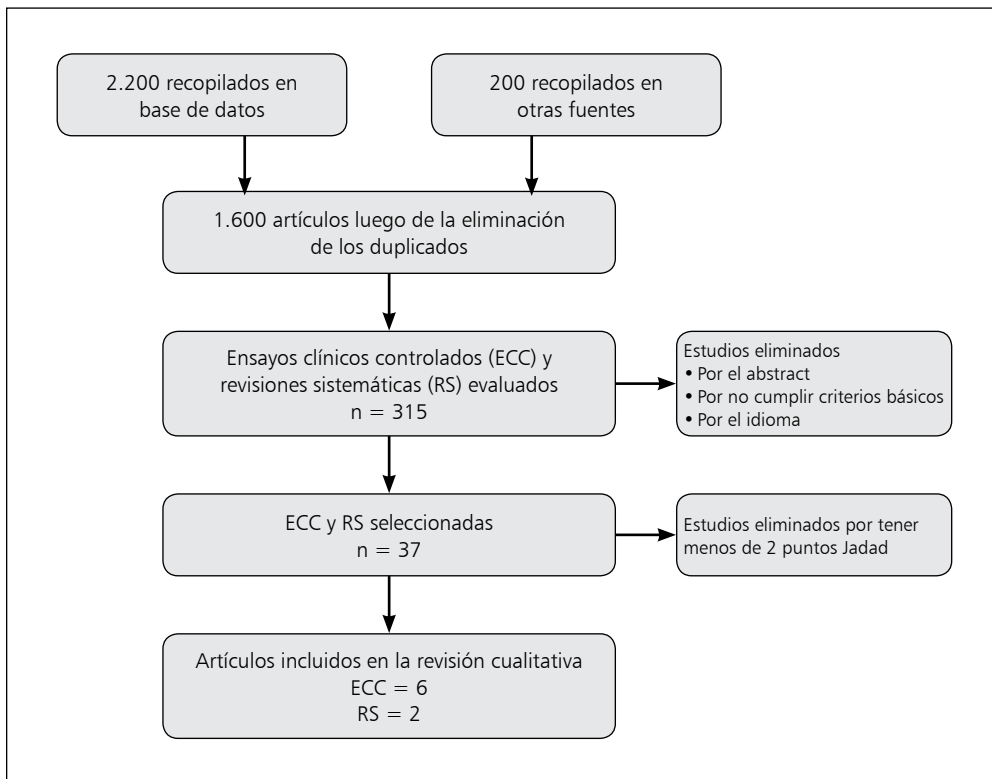 2.200 recopilados en
base de datos
200 recopilados en
otras fuentes
1.600 artículos luego de la eliminación
de los duplicados
Ensayos clínicos controlados (ECC) y
revisiones sistemáticas (RS) evaluados
n = 315
Estudios eliminados
• Por el abstract
• Por no cumplir criterios básicos
• Por el idioma
ECC y RS seleccionadas
n = 37
Estudios eliminados por tener
menos de 2 puntos Jadad
Artículos incluidos en la revisión cualitativa
ECC = 6
RS = 2